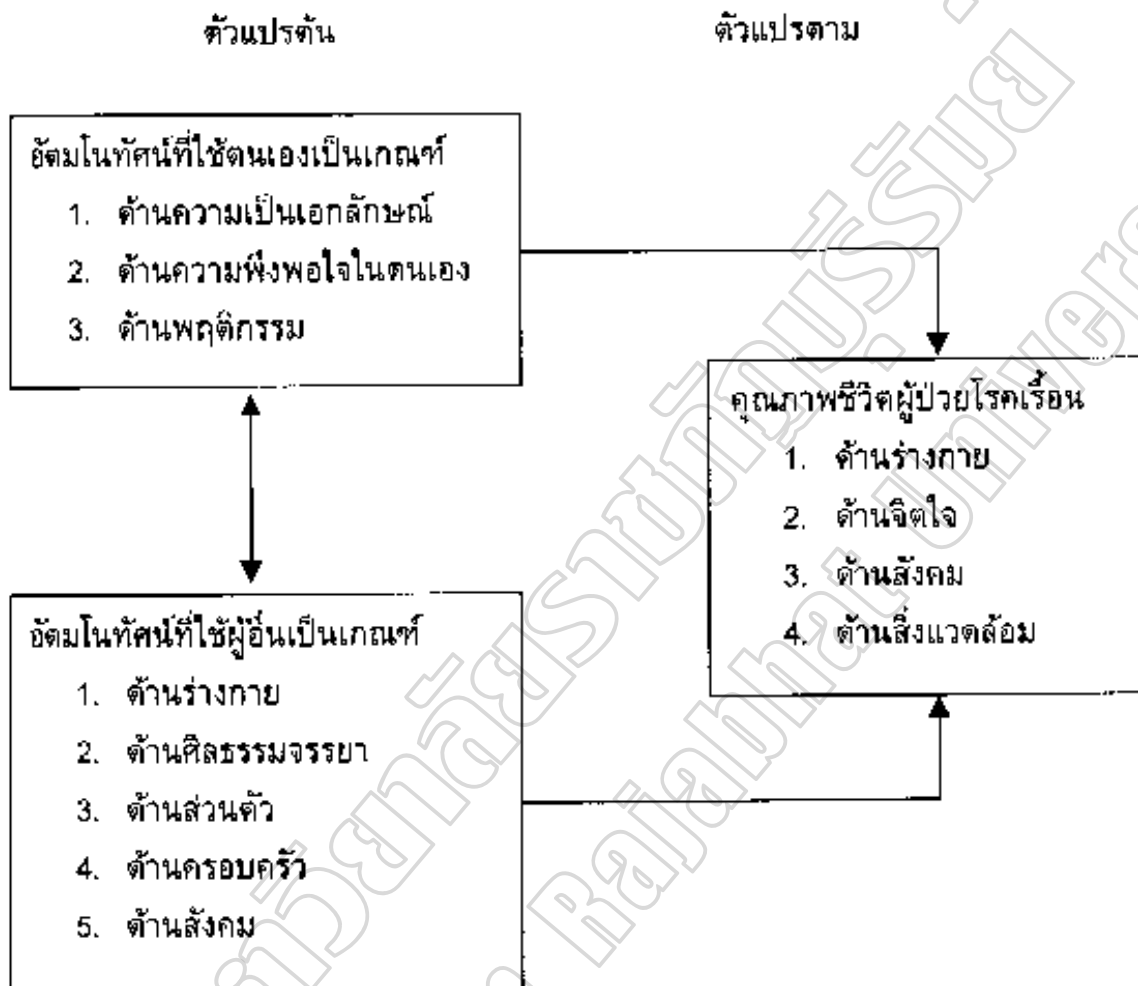 ตัวแปรต้น
ตัวแปรตาม
อัตมโนทัศน์ที่ใช้ตนเองเป็นเกณฑ์
1. ด้านความเป็นเอกลักษณ์
2. ด้านความพึงพอใจในตนเอง
3. ด้านพฤติกรรม
คุณภาพชีวิตผู้ป่วยโรคเรื้อน
1. ด้านร่างกาย
2. ด้านจิตใจ
3. ด้านสังคม
4. ด้านสิ่งแวดล้อม
อัตมโนทัศน์ที่ใช้ผู้อื่นเป็นเกณฑ์
1. ด้านร่างกาย
2. ด้านศีลธรรมจรรยา
3. ด้านส่วนตัว
4. ด้านครอบครัว
5. ด้านสังคม
Rajabhat